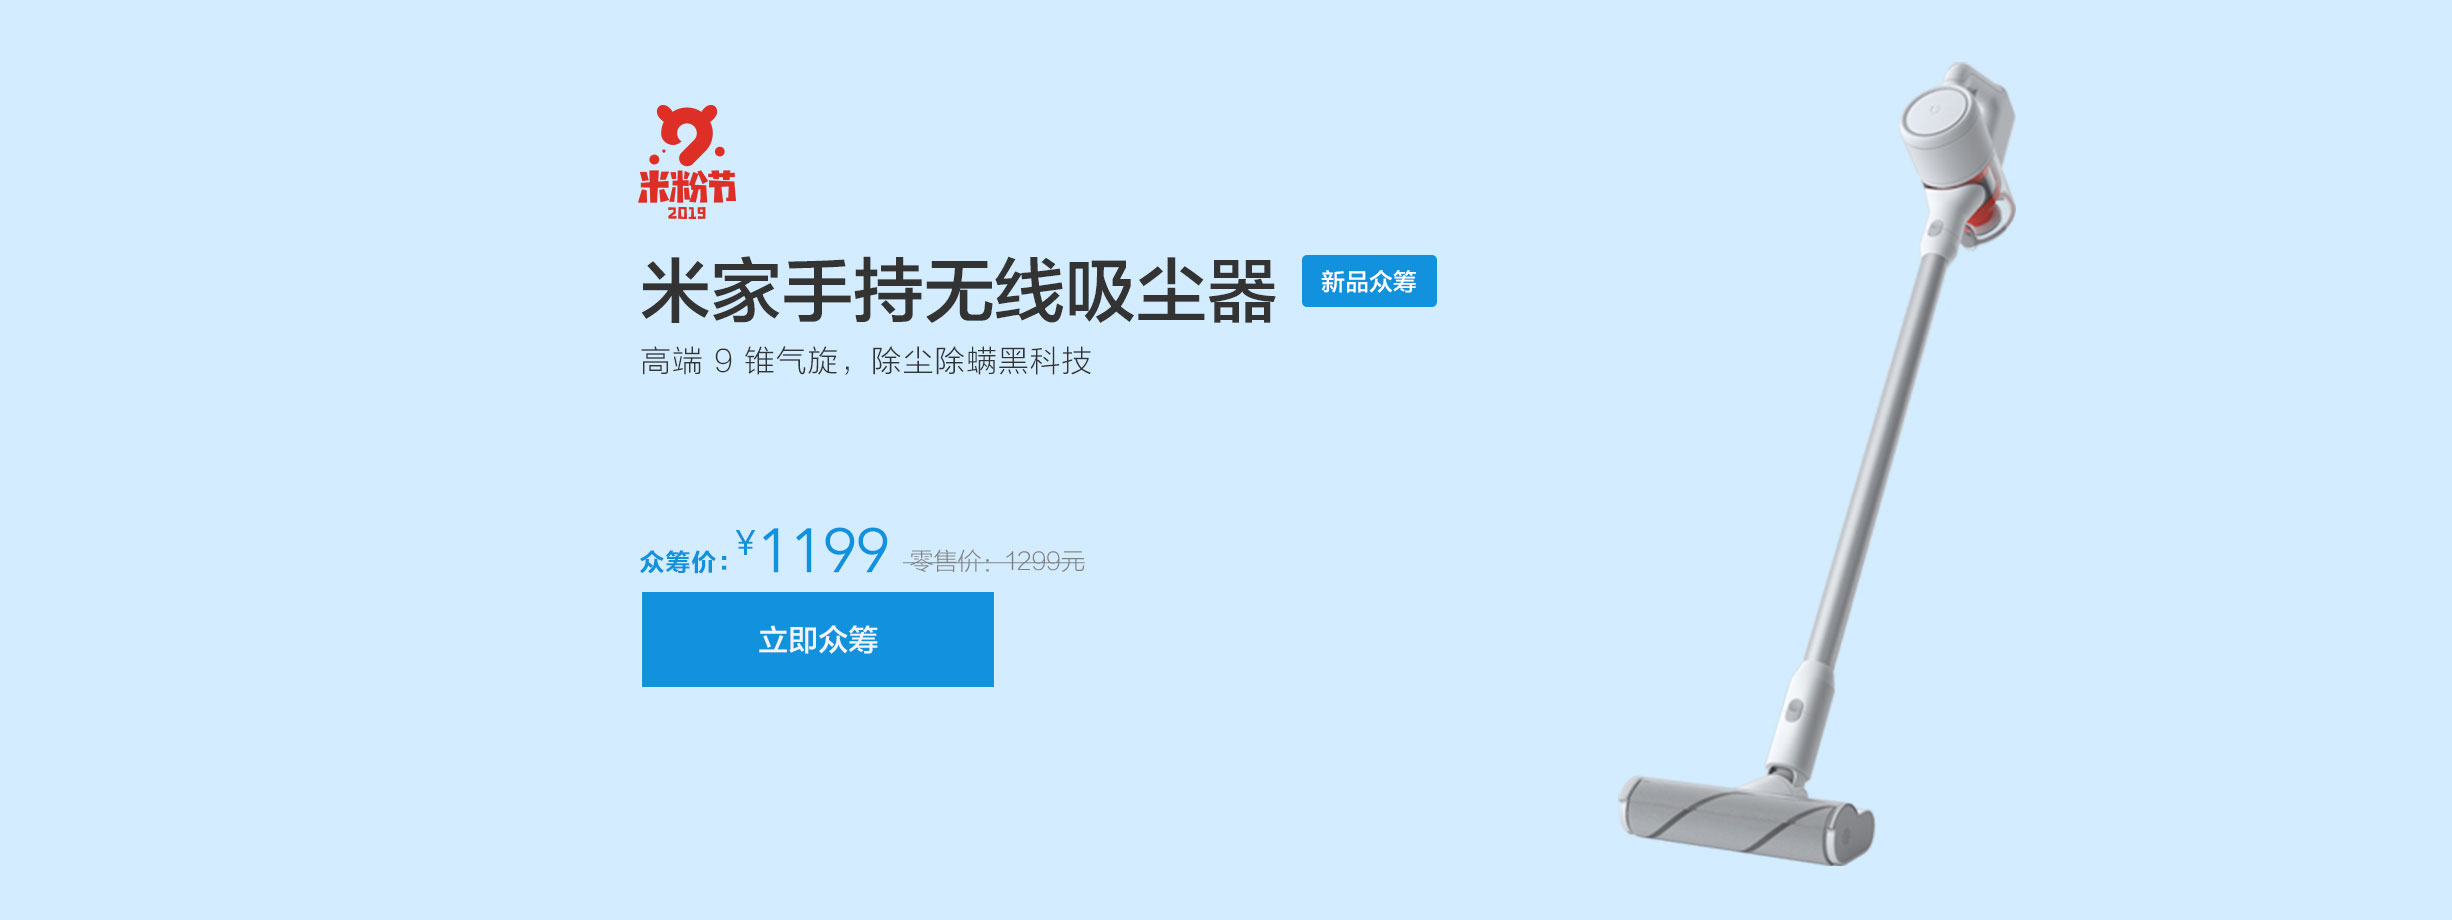 米粉节
2019
米家手持无线吸尘器 新品众筹
高端 9 锥气旋，除尘除螨黑科技
众筹价：¥1199 零售价：1299元
立即众筹